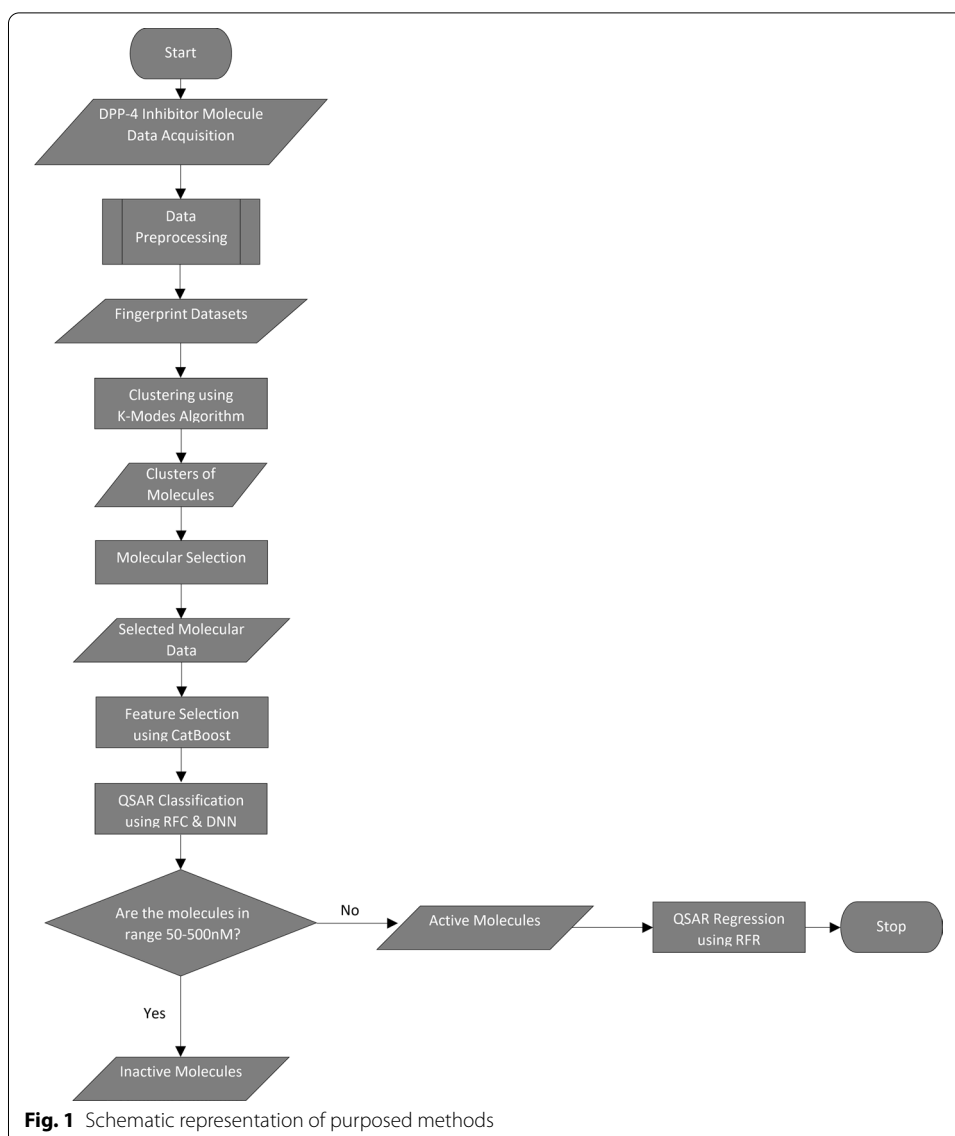 Start
DPP-4 Inhibitor Molecule
Data Acquisition
Data
Preprocessing
Fingerprint Datasets
Clustering using
K-Modes Algorithm
Clusters of
Molecules
Molecular Selection
Selected Molecular
Data
Feature Selection
using CatBoost
QSAR Classification
using RFC & DNN
Are the molecules in
range 50-500nM?
No
Active Molecules
QSAR Regression
using RFR
Stop
Yes
Inactive Molecules
Fig. 1 Schematic representation of purposed methods